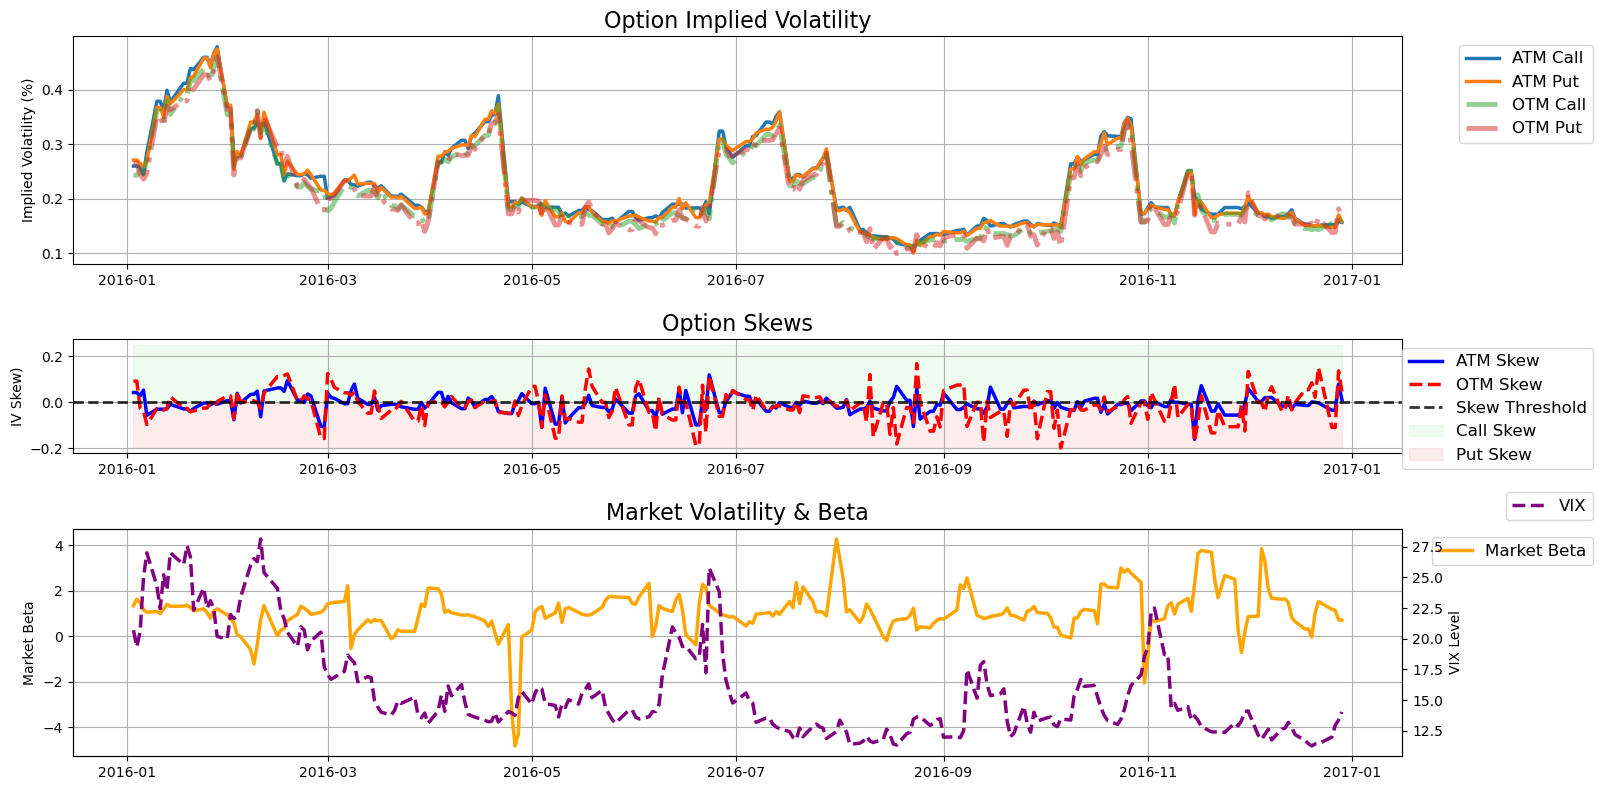 Option Implied Volatility
Implied Volatility (%)
0.4
0.3
0.2
0.1
2016-01 2016-03 2016-05 2016-07 2016-09 2016-11 2017-01
ATM Call
ATM Put
OTM Call
OTM Put
Option Skews
IV Skew)
0.2
0.0
−0.2
2016-01 2016-03 2016-05 2016-07 2016-09 2016-11 2017-01
ATM Skew
OTM Skew
Skew Threshold
Call Skew
Put Skew
Market Volatility & Beta
Market Beta
4
2
0
−2
−4
2016-01 2016-03 2016-05 2016-07 2016-09 2016-11 2017-01
VIX
Market Beta
27.5
25.0
22.5
20.0
17.5
15.0
12.5
VIX Level